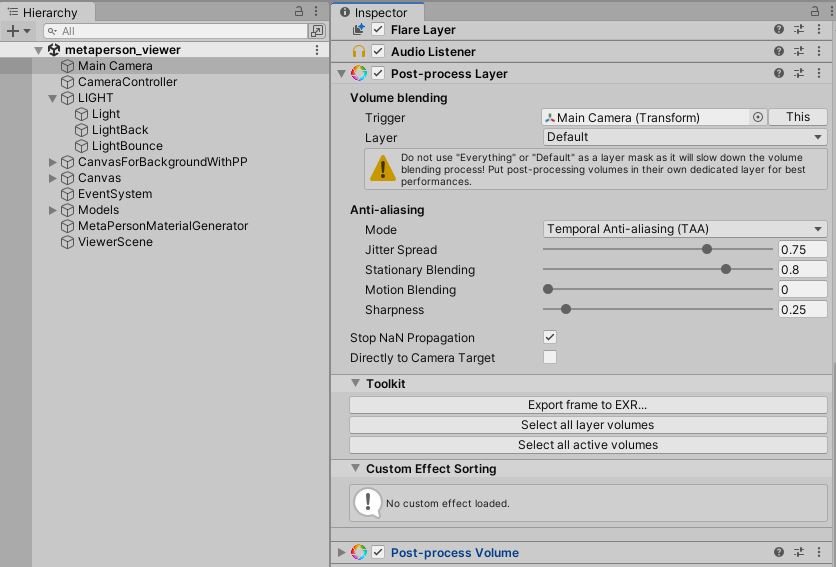 Hierarchy
All
metaperson_viewer
Main Camera
CameraController
LIGHT
Light
LightBack
LightBounce
CanvasForBackgroundWithPP
Canvas
EventSystem
Models
MetaPersonMaterialGenerator
ViewerScene
Inspector
Flare Layer
Audio Listener
Post-process Layer
Volume blending
Trigger Main Camera (Transform) This
Layer Default
Do not use "Everything" or "Default" as a layer mask as it will slow down the volume
blending process! Put post-processing volumes in their own dedicated layer for best
performances.
Anti-aliasing
Mode Temporal Anti-aliasing (TAA)
Jitter Spread 0.75
Stationary Blending 0.8
Motion Blending 0
Sharpness 0.25
Stop NaN Propagation
Directly to Camera Target
Toolkit
Export frame to EXR...
Select all layer volumes
Select all active volumes
Custom Effect Sorting
No custom effect loaded.
Post-process Volume